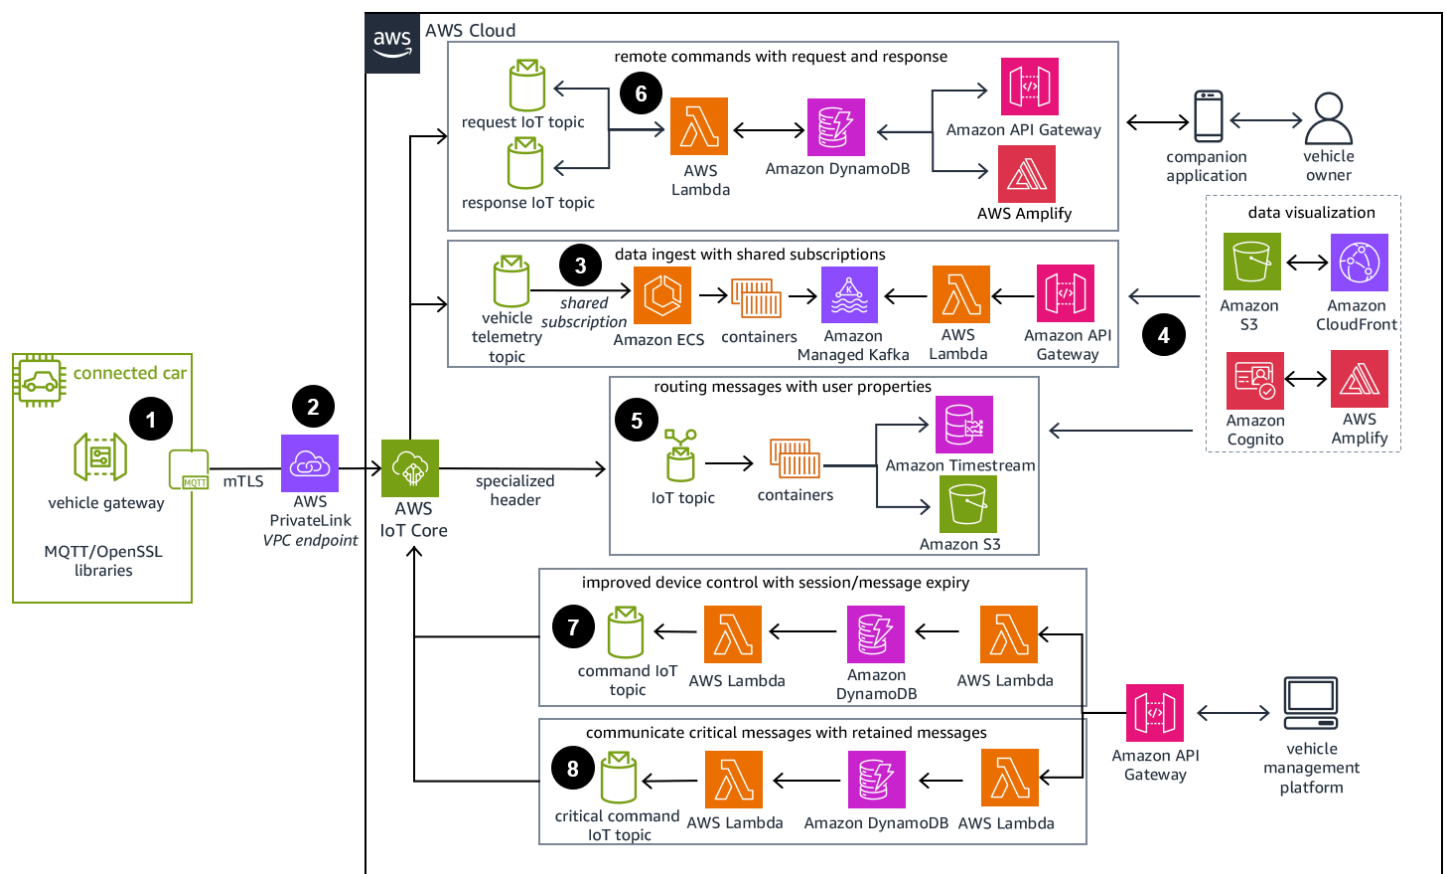 aws
AWS Cloud
remote commands with request and response
6
request IoT topic
response IoT topic
AWS
Lambda
Amazon DynamoDB
Amazon API Gateway
AWS Amplify
companion
application
vehicle
owner
data ingest with shared subscriptions
3
vehicle
telemetry
topic
shared
subscription
Amazon ECS
containers
Amazon
Managed Kafka
K
AWS
Lambda
Amazon API
Gateway
4
data visualization
Amazon
S3
Amazon
CloudFront
Amazon
Cognito
AWS
Amplify
connected car
1
vehicle gateway
MQTT
MQTT/OpenSSL
libraries
mTLS
2
AWS
PrivateLink
VPC endpoint
AWS
IoT Core
specialized
header
routing messages with user properties
5
IoT topic
containers
Amazon Timestream
Amazon S3
improved device control with session/message expiry
7
command IoT
topic
AWS Lambda
Amazon
DynamoDB
AWS Lambda
communicate critical messages with retained messages
8
critical command
IoT topic
AWS Lambda
Amazon DynamoDB
AWS Lambda
Amazon API
Gateway
vehicle
management
platform